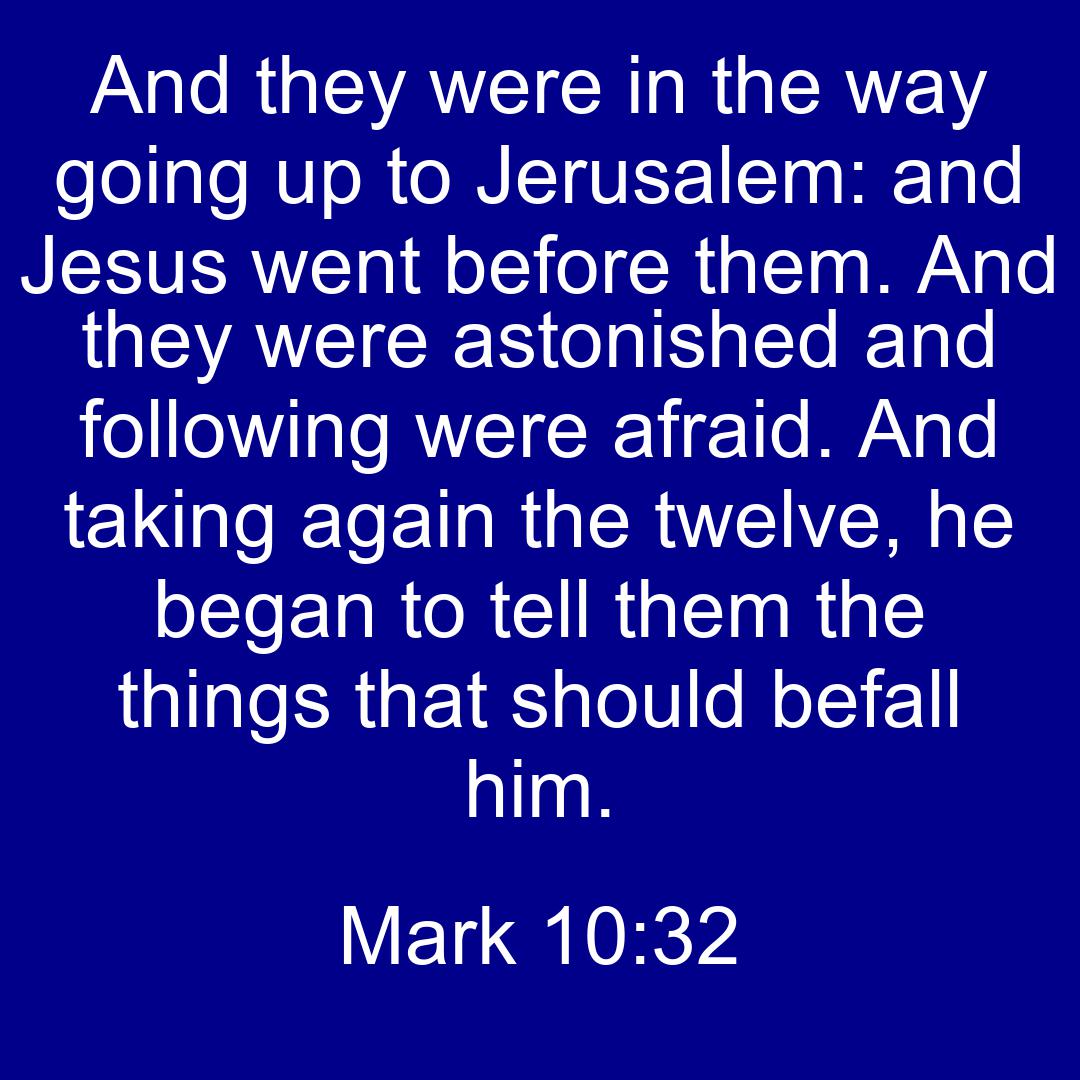 And they were in the way
going up to Jerusalem: and
Jesus went before them. And
they were astonished and
following were afraid. And
taking again the twelve, he
began to tell them the
things that should befall
him.
Mark 10:32